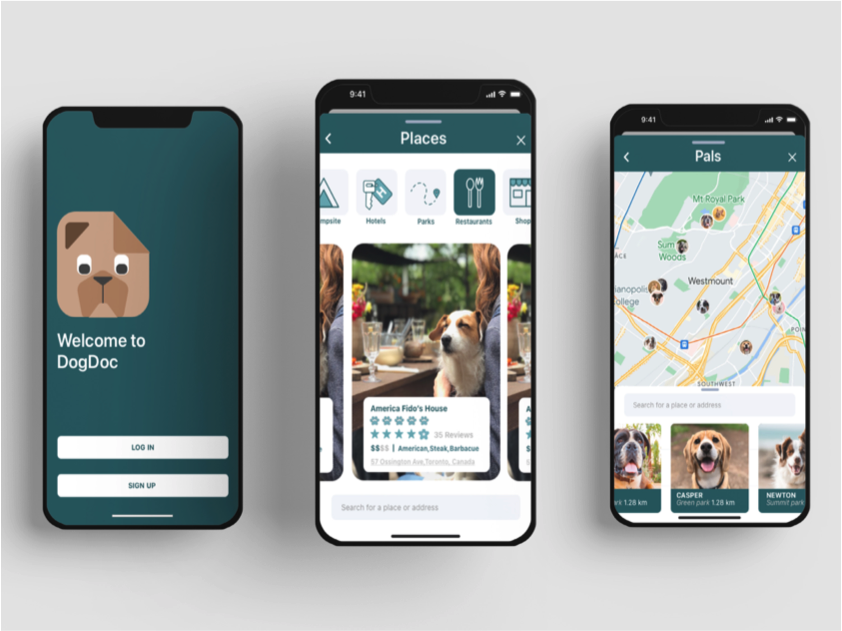 Welcome to
DogDoc
LOG IN
SIGN UP
9:41
Places
mpsite
Hotels
Parks
Restaurants
Shop
America Fido's House
35 Reviews
$$$$ | American,Steak,Barbacue
57 Ossington Ave,Toronto, Canada
A
Search for a place or address
9:41
Pals
Mt Royal Park
Sum
Woods
ACE
Westmount
lanopolis
ollege
POIN
SOUTHWEST
Search for a place or address
rk 1.28 km
CASPER
Green park 1.28 km
NEWTON
Summit park